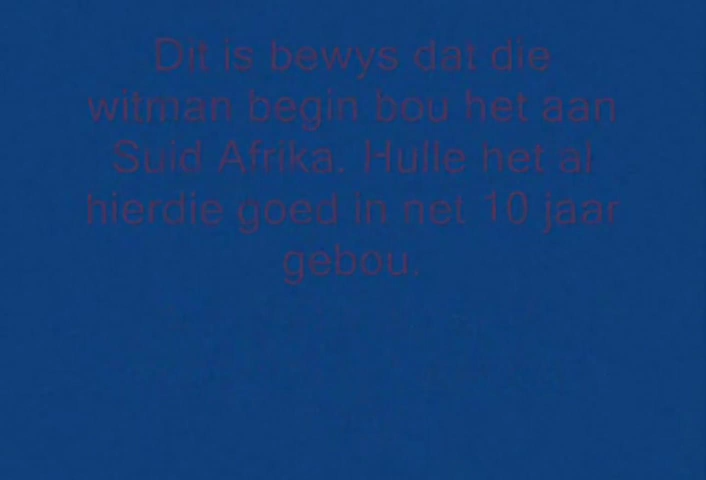 Dit is bewys dat die
witman begin bou het aan
Suid Afrika. Hulle het al
hierdie goed in net 10 jaar
gebou.